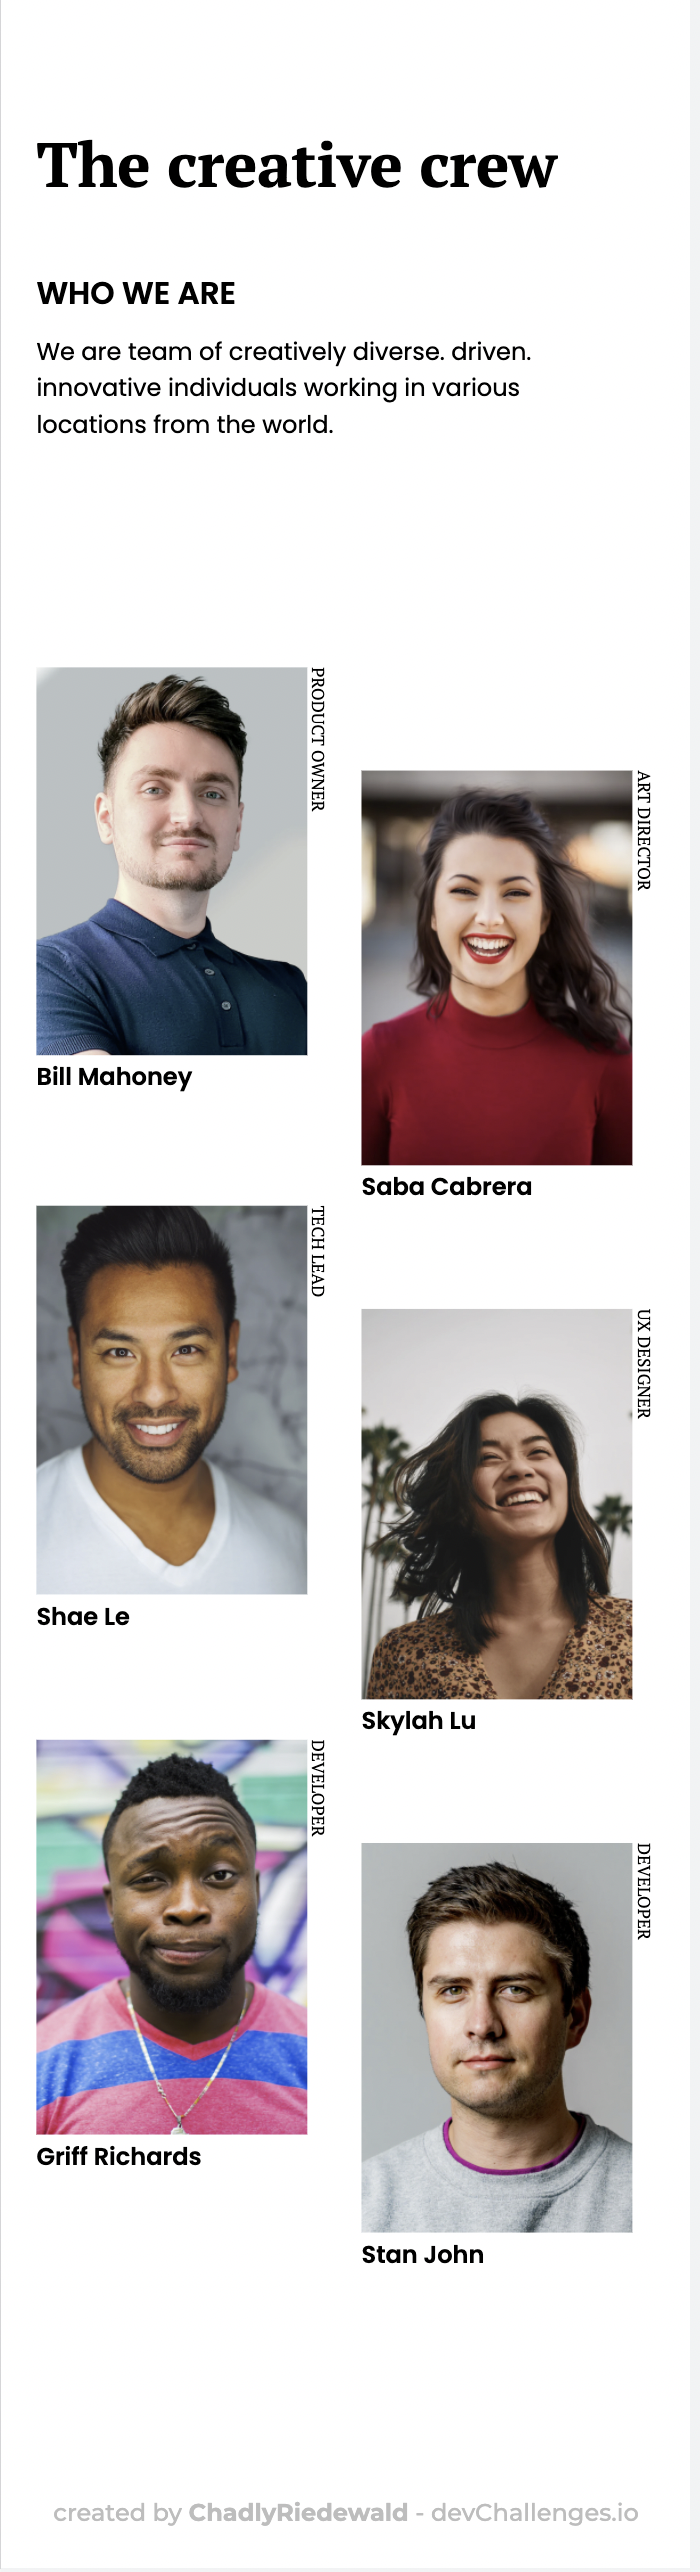 The creative crew
WHO WE ARE
We are team of creatively diverse. driven.
innovative individuals working in various
locations from the world.
PRODUCT OWNER
Bill Mahoney
ART DIRECTOR
Saba Cabrera
TECH LEAD
Shae Le
UX DESIGNER
Skylah Lu
DEVELOPER
Griff Richards
DEVELOPER
Stan John
created by ChadlyRiedewald - devChallenges.io